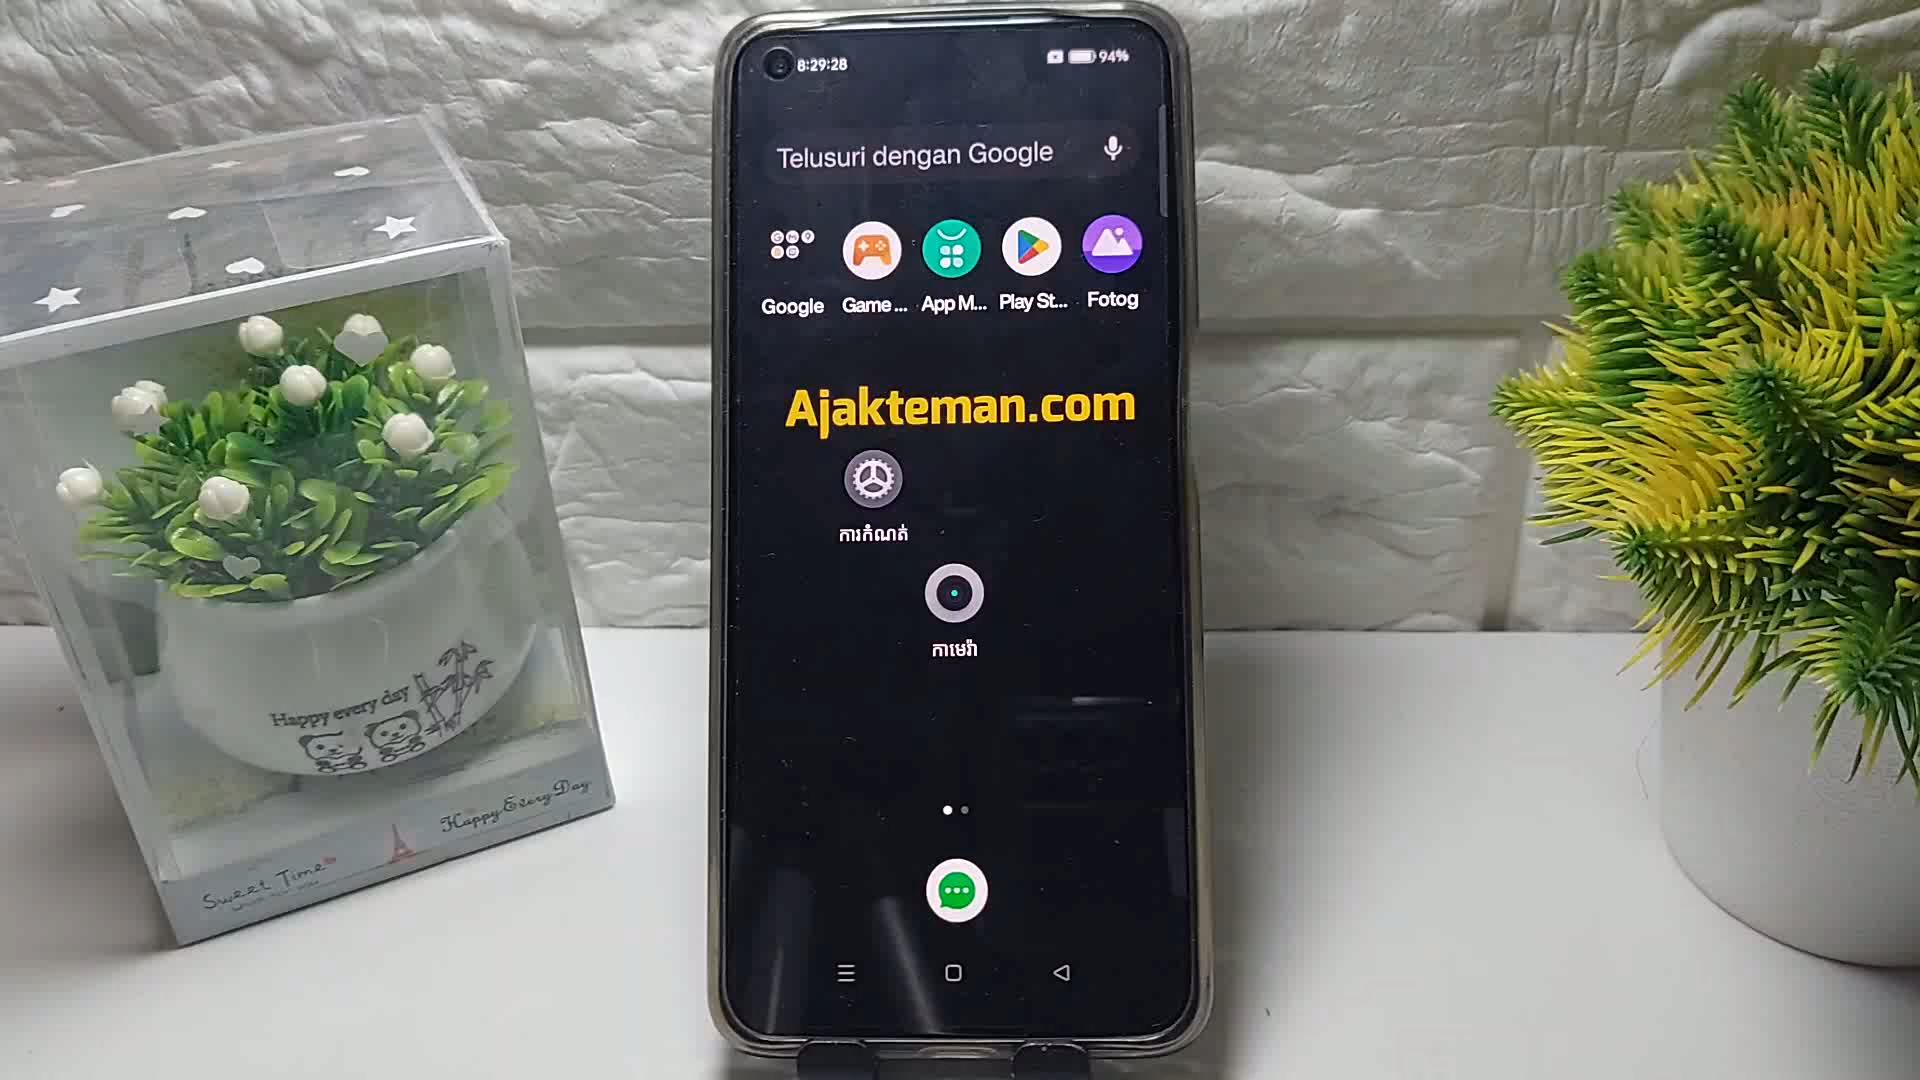 8:29:28
94%
Telusuri dengan Google
Google
Game ...
App M...
Play St...
Fotog
Ajakteman.com
ការកំណត់
កាមេរ៉ា
Happy every day
Happy Every Day
Sweet Time